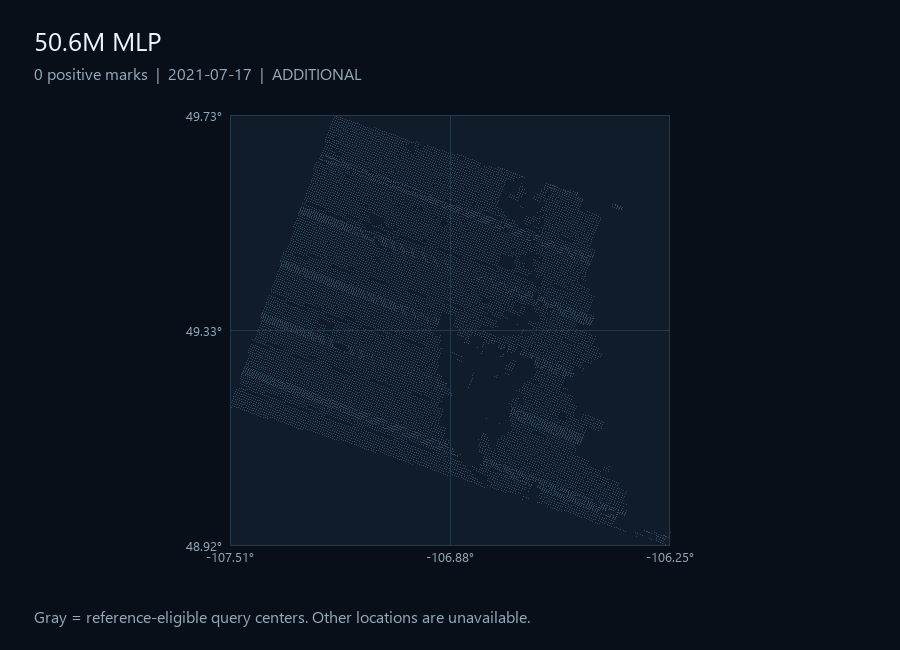 50.6M MLP
0 positive marks | 2021-07-17 | ADDITIONAL
49.73°
49.33°
48.92°
-107.51°
-106.88°
-106.25°
Gray = reference-eligible query centers. Other locations are unavailable.